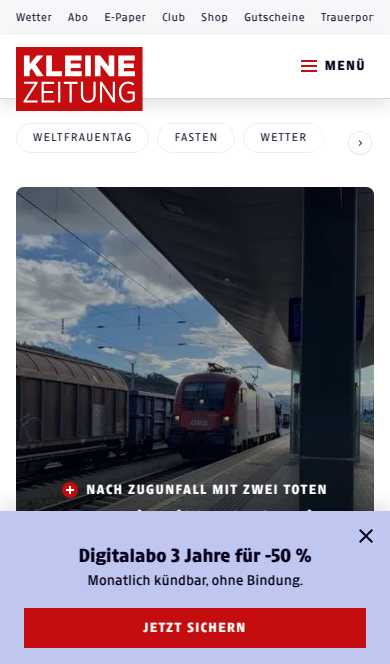 Wetter Abo E-Paper Club Shop Gutscheine Trauerpor
KLEINE
ZEITUNG
MENÜ
WELTFRAUENTAG FASTEN WETTER
NACH ZUGUNFALL MIT ZWEI TOTEN
Digitalabo 3 Jahre für -50 %
Monatlich kündbar, ohne Bindung.
JETZT SICHERN